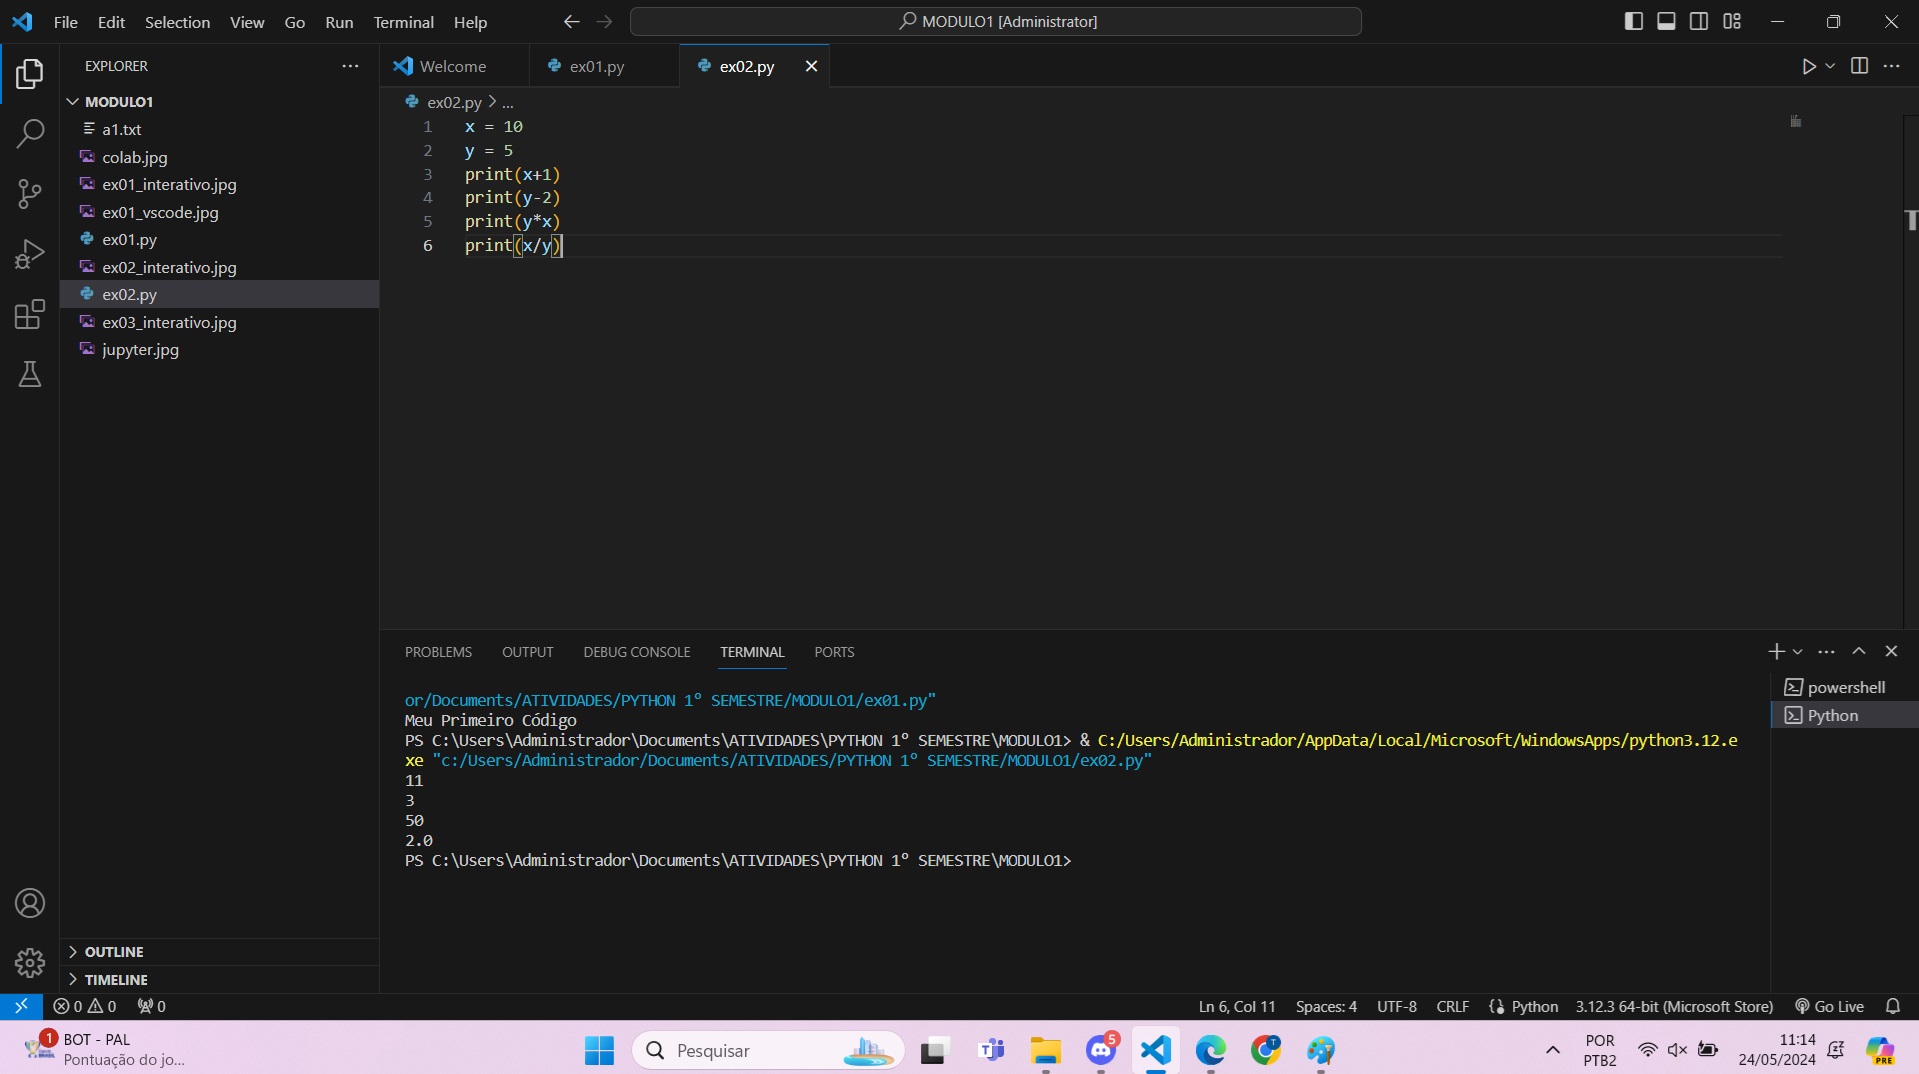 File Edit Selection View Go Run Terminal Help
MODULO1 [Administrator]
EXPLORER
MODULO1
a1.txt
colab.jpg
ex01_interativo.jpg
ex01_vscode.jpg
ex01.py
ex02_interativo.jpg
ex02.py
ex03_interativo.jpg
jupyter.jpg
OUTLINE
TIMELINE
Welcome ex01.py ex02.py
ex02.py > ...
1 x = 10
2 y = 5
3 print(x+1)
4 print(y-2)
5 print(y*x)
6 print(x/y)
PROBLEMS OUTPUT DEBUG CONSOLE TERMINAL PORTS
or/Documents/ATIVIDADES/PYTHON 1º SEMESTRE/MODULO1/ex01.py"
Meu Primeiro Código
PS C:\Users\Administrador\Documents\ATIVIDADES\PYTHON 1º SEMESTRE\MODULO1> & C:/Users/Administrador/AppData/Local/Microsoft/WindowsApps/python3.12.e
xe "c:/Users/Administrador/Documents/ATIVIDADES/PYTHON 1º SEMESTRE/MODULO1/ex02.py"
11
3
50
2.0
PS C:\Users\Administrador\Documents\ATIVIDADES\PYTHON 1º SEMESTRE\MODULO1>
powershell
Python
0 0 0
Ln 6, Col 11 Spaces: 4 UTF-8 CRLF Python 3.12.3 64-bit (Microsoft Store) Go Live
1
BOT - PAL
Pontuação do jo...
Pesquisar
5
T
POR
PTB2
11:14
24/05/2024
PRE